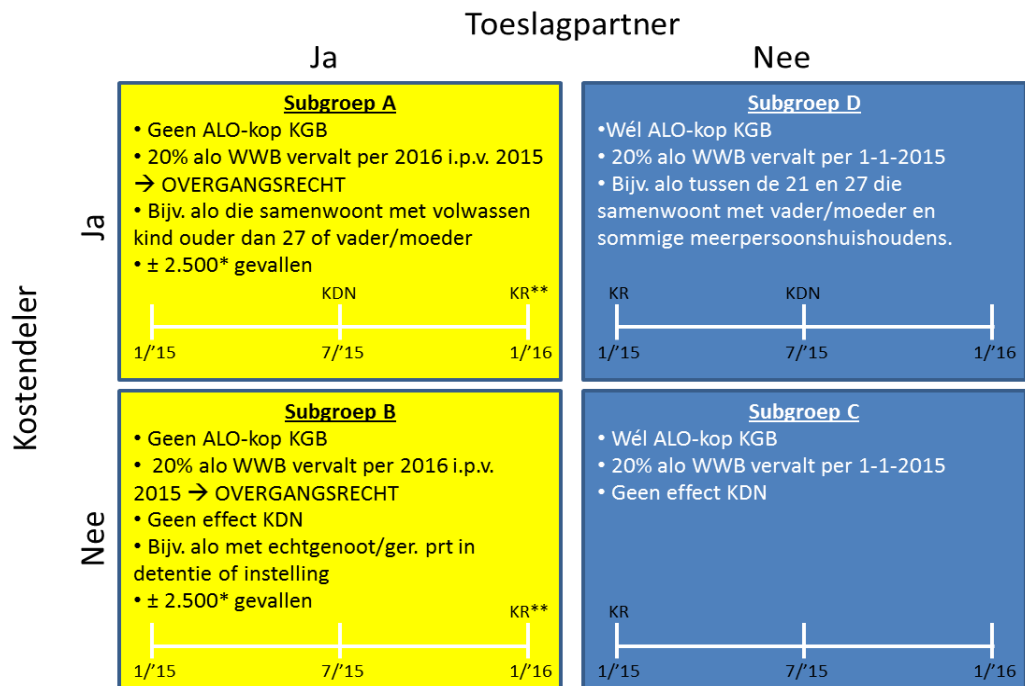 Toeslagpartner
Ja
Nee
Kostendeler
Ja
Subgroep A
• Geen ALO-kop KGB
• 20% alo WWB vervalt per 2016 i.p.v. 2015
→ OVERGANGSRECHT
• Bijv. alo die samenwoont met volwassen
kind ouder dan 27 of vader/moeder
• ± 2.500* gevallen
KDN
KR**
1/'15
7/'15
1/'16
Subgroep D
•Wél ALO-kop KGB
• 20% alo WWB vervalt per 1-1-2015
• Bijv. alo tussen de 21 en 27 die
samenwoont met vader/moeder en
sommige meerpersoonshuishoudens.
KR
KDN
1/'15
7/'15
1/'16
Nee
Subgroep B
• Geen ALO-kop KGB
• 20% alo WWB vervalt per 2016 i.p.v.
2015 → OVERGANGSRECHT
• Geen effect KDN
• Bijv. alo met echtgenoot/ger. prt in
detentie of instelling
• ± 2.500* gevallen
KR**
1/'15
7/'15
1/'16
Subgroep C
• Wél ALO-kop KGB
• 20% alo WWB vervalt per 1-1-2015
• Geen effect KDN
KR
1/'15
7/'15
1/'16